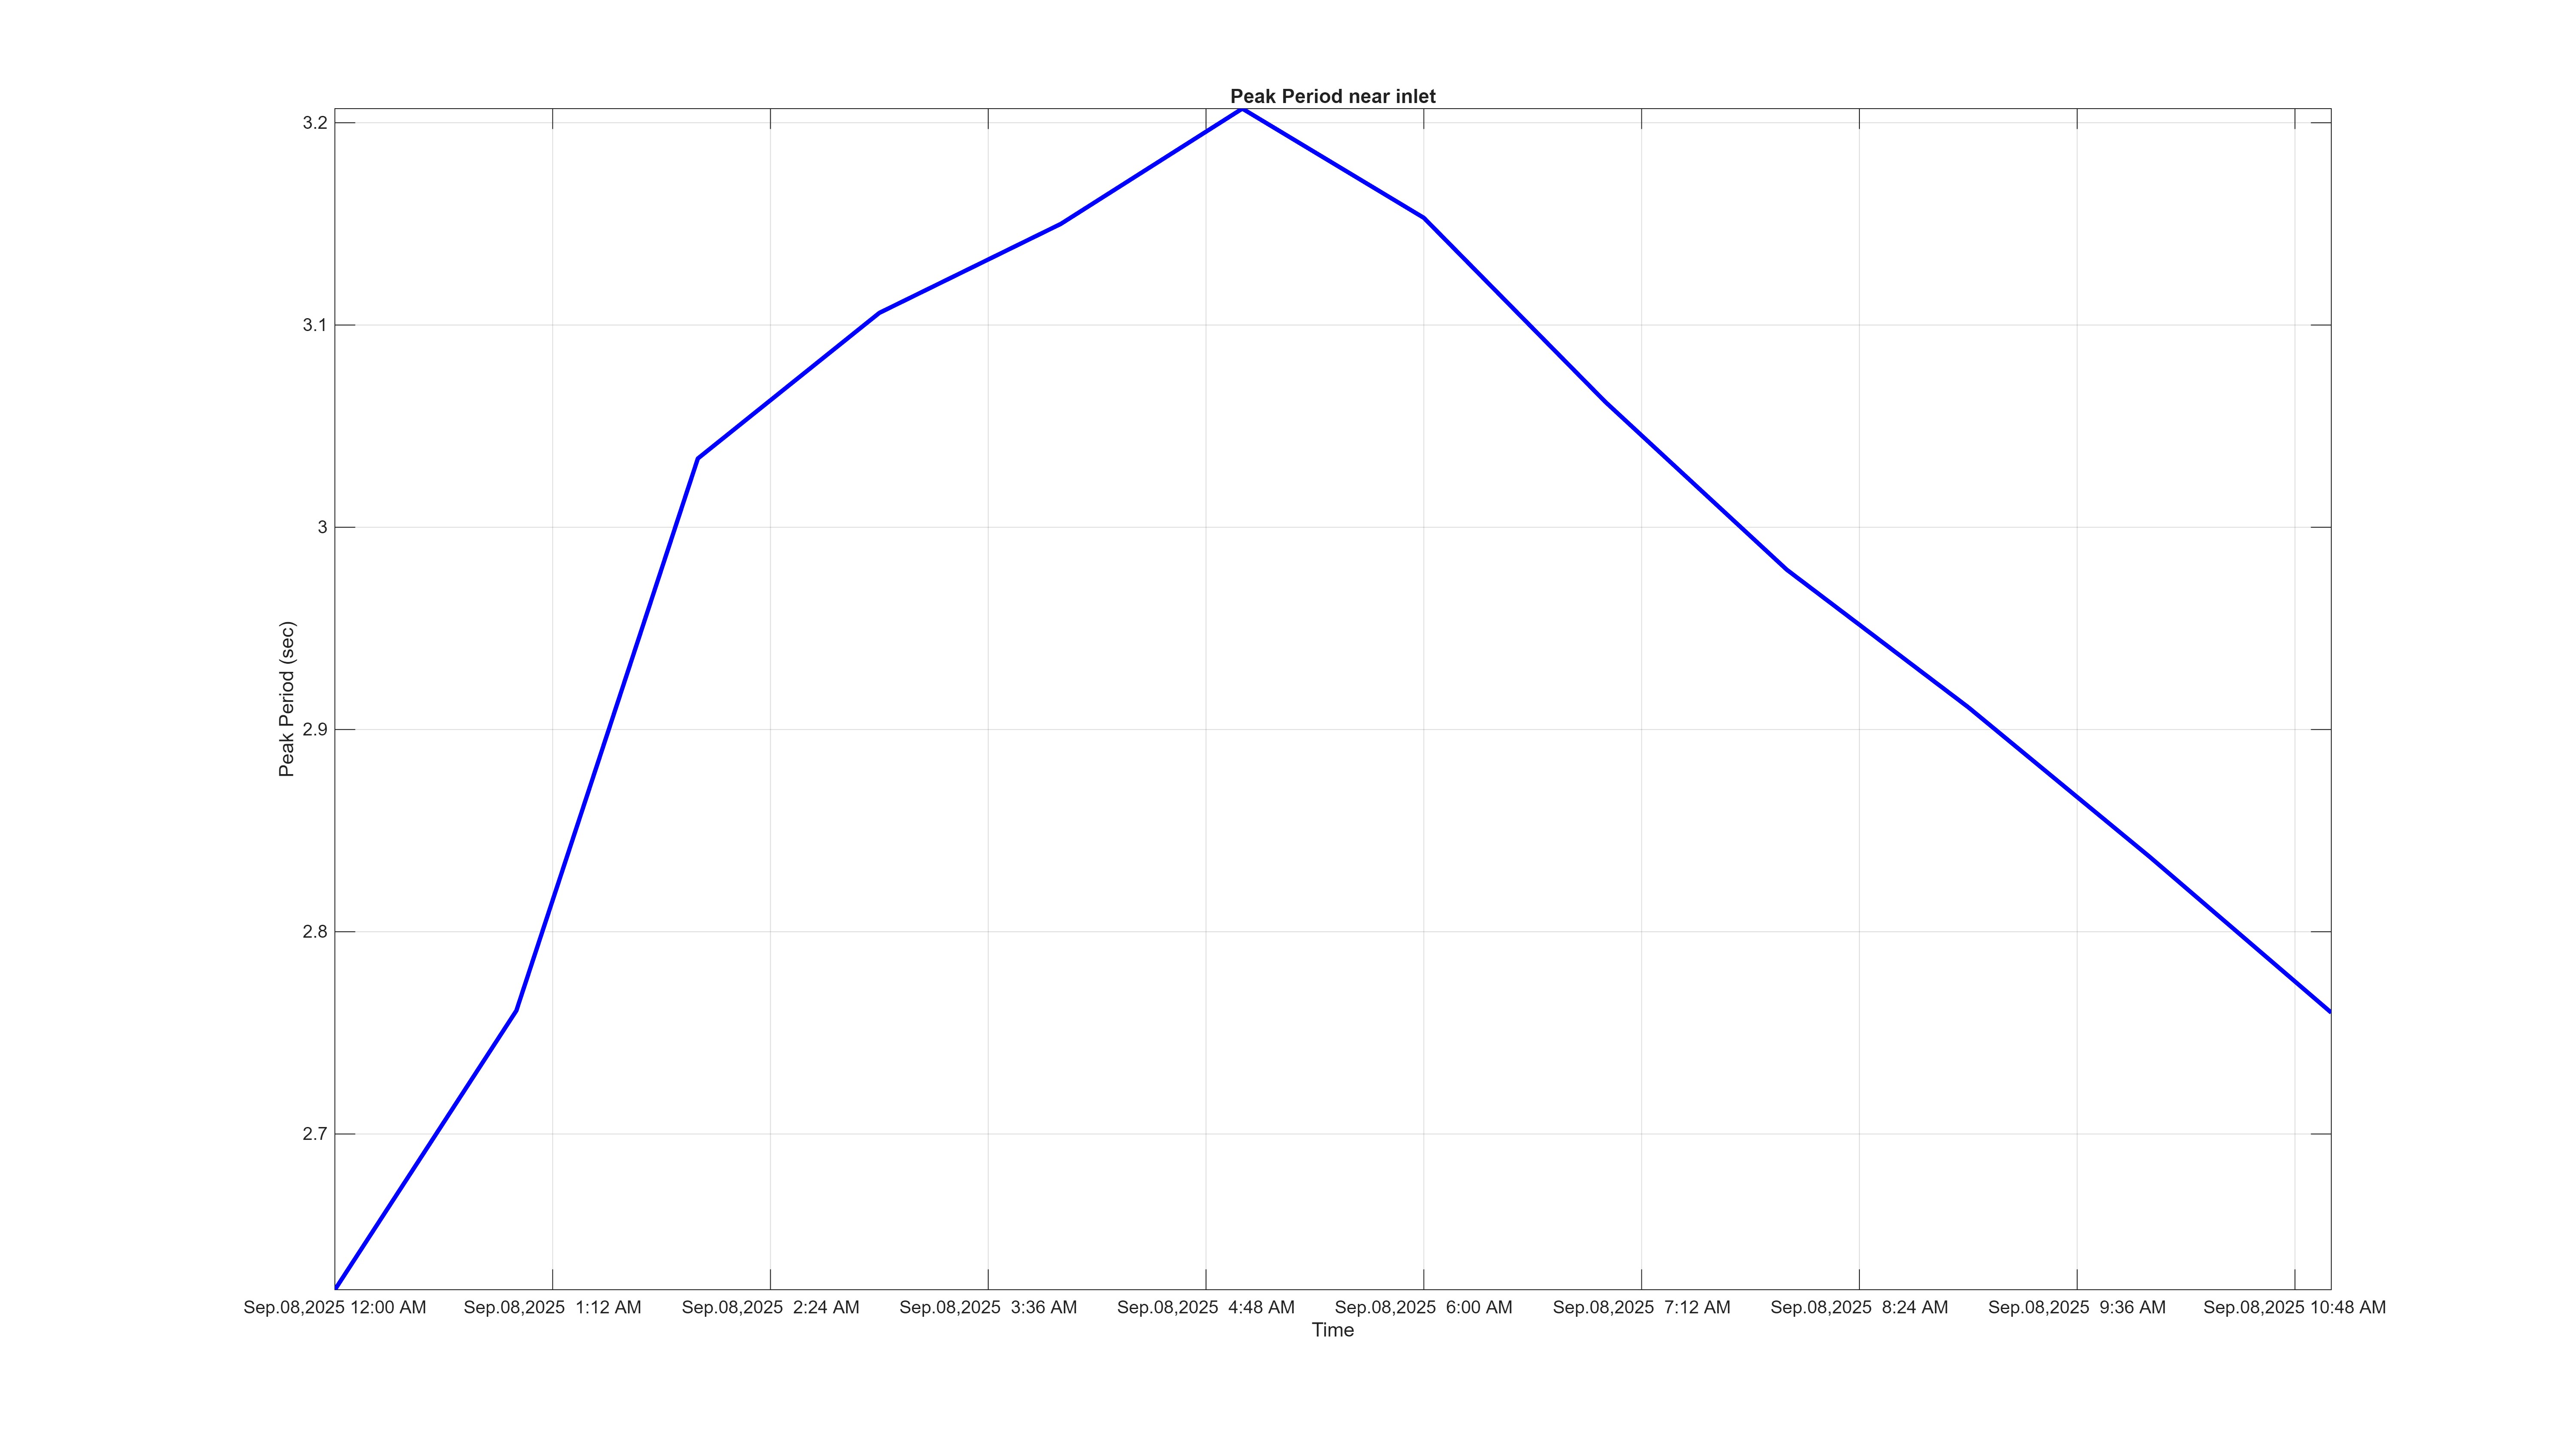 Peak Period near inlet
3.2
3.1
3
2.9
2.8
2.7
Peak Period (sec)
Sep.08,2025 12:00 AM
Sep.08,2025  1:12 AM
Sep.08,2025  2:24 AM
Sep.08,2025  3:36 AM
Sep.08,2025  4:48 AM
Sep.08,2025  6:00 AM
Sep.08,2025  7:12 AM
Sep.08,2025  8:24 AM
Sep.08,2025  9:36 AM
Sep.08,2025 10:48 AM
Time